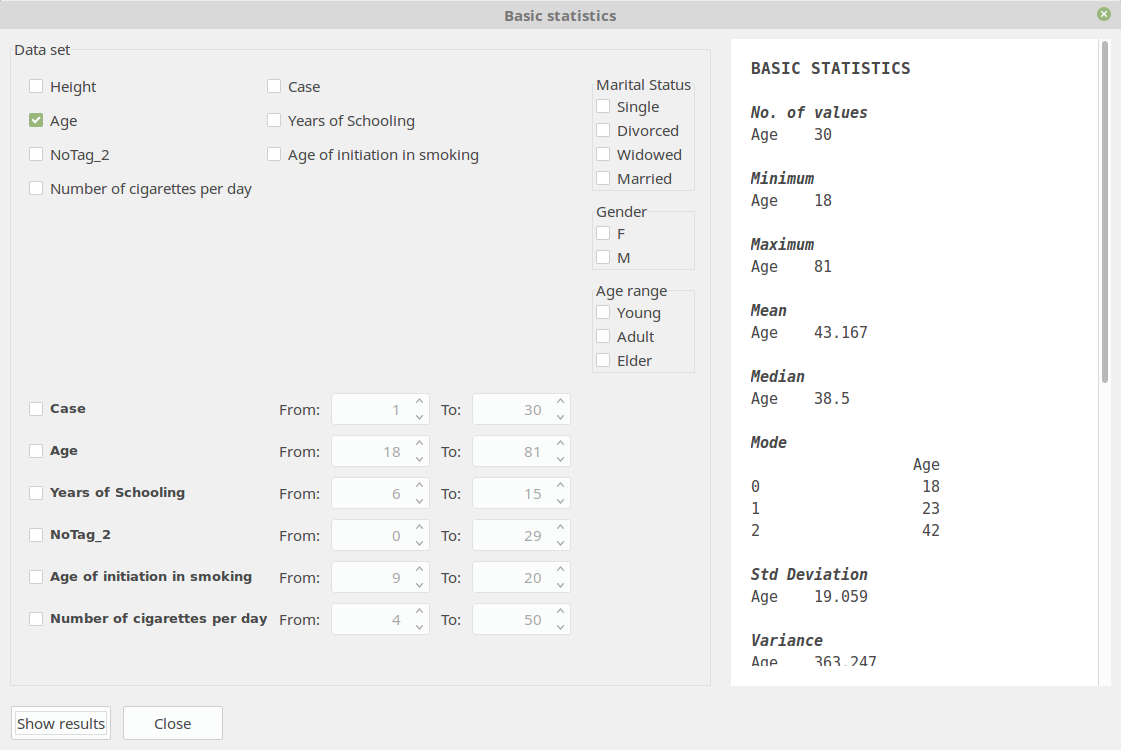 Basic statistics
Data set
Height
Case
Age
Years of Schooling
NoTag_2
Age of initiation in smoking
Number of cigarettes per day
Marital Status
Single
Divorced
Widowed
Married
Gender
F
M
Age range
Young
Adult
Elder
Case From: 1 To: 30
Age From: 18 To: 81
Years of Schooling From: 6 To: 15
NoTag_2 From: 0 To: 29
Age of initiation in smoking From: 9 To: 20
Number of cigarettes per day From: 4 To: 50
Show results
Close
BASIC STATISTICS
No. of values
Age 30
Minimum
Age 18
Maximum
Age 81
Mean
Age 43.167
Median
Age 38.5
Mode
Age
0 18
1 23
2 42
Std Deviation
Age 19.059
Variance
Age 363.247